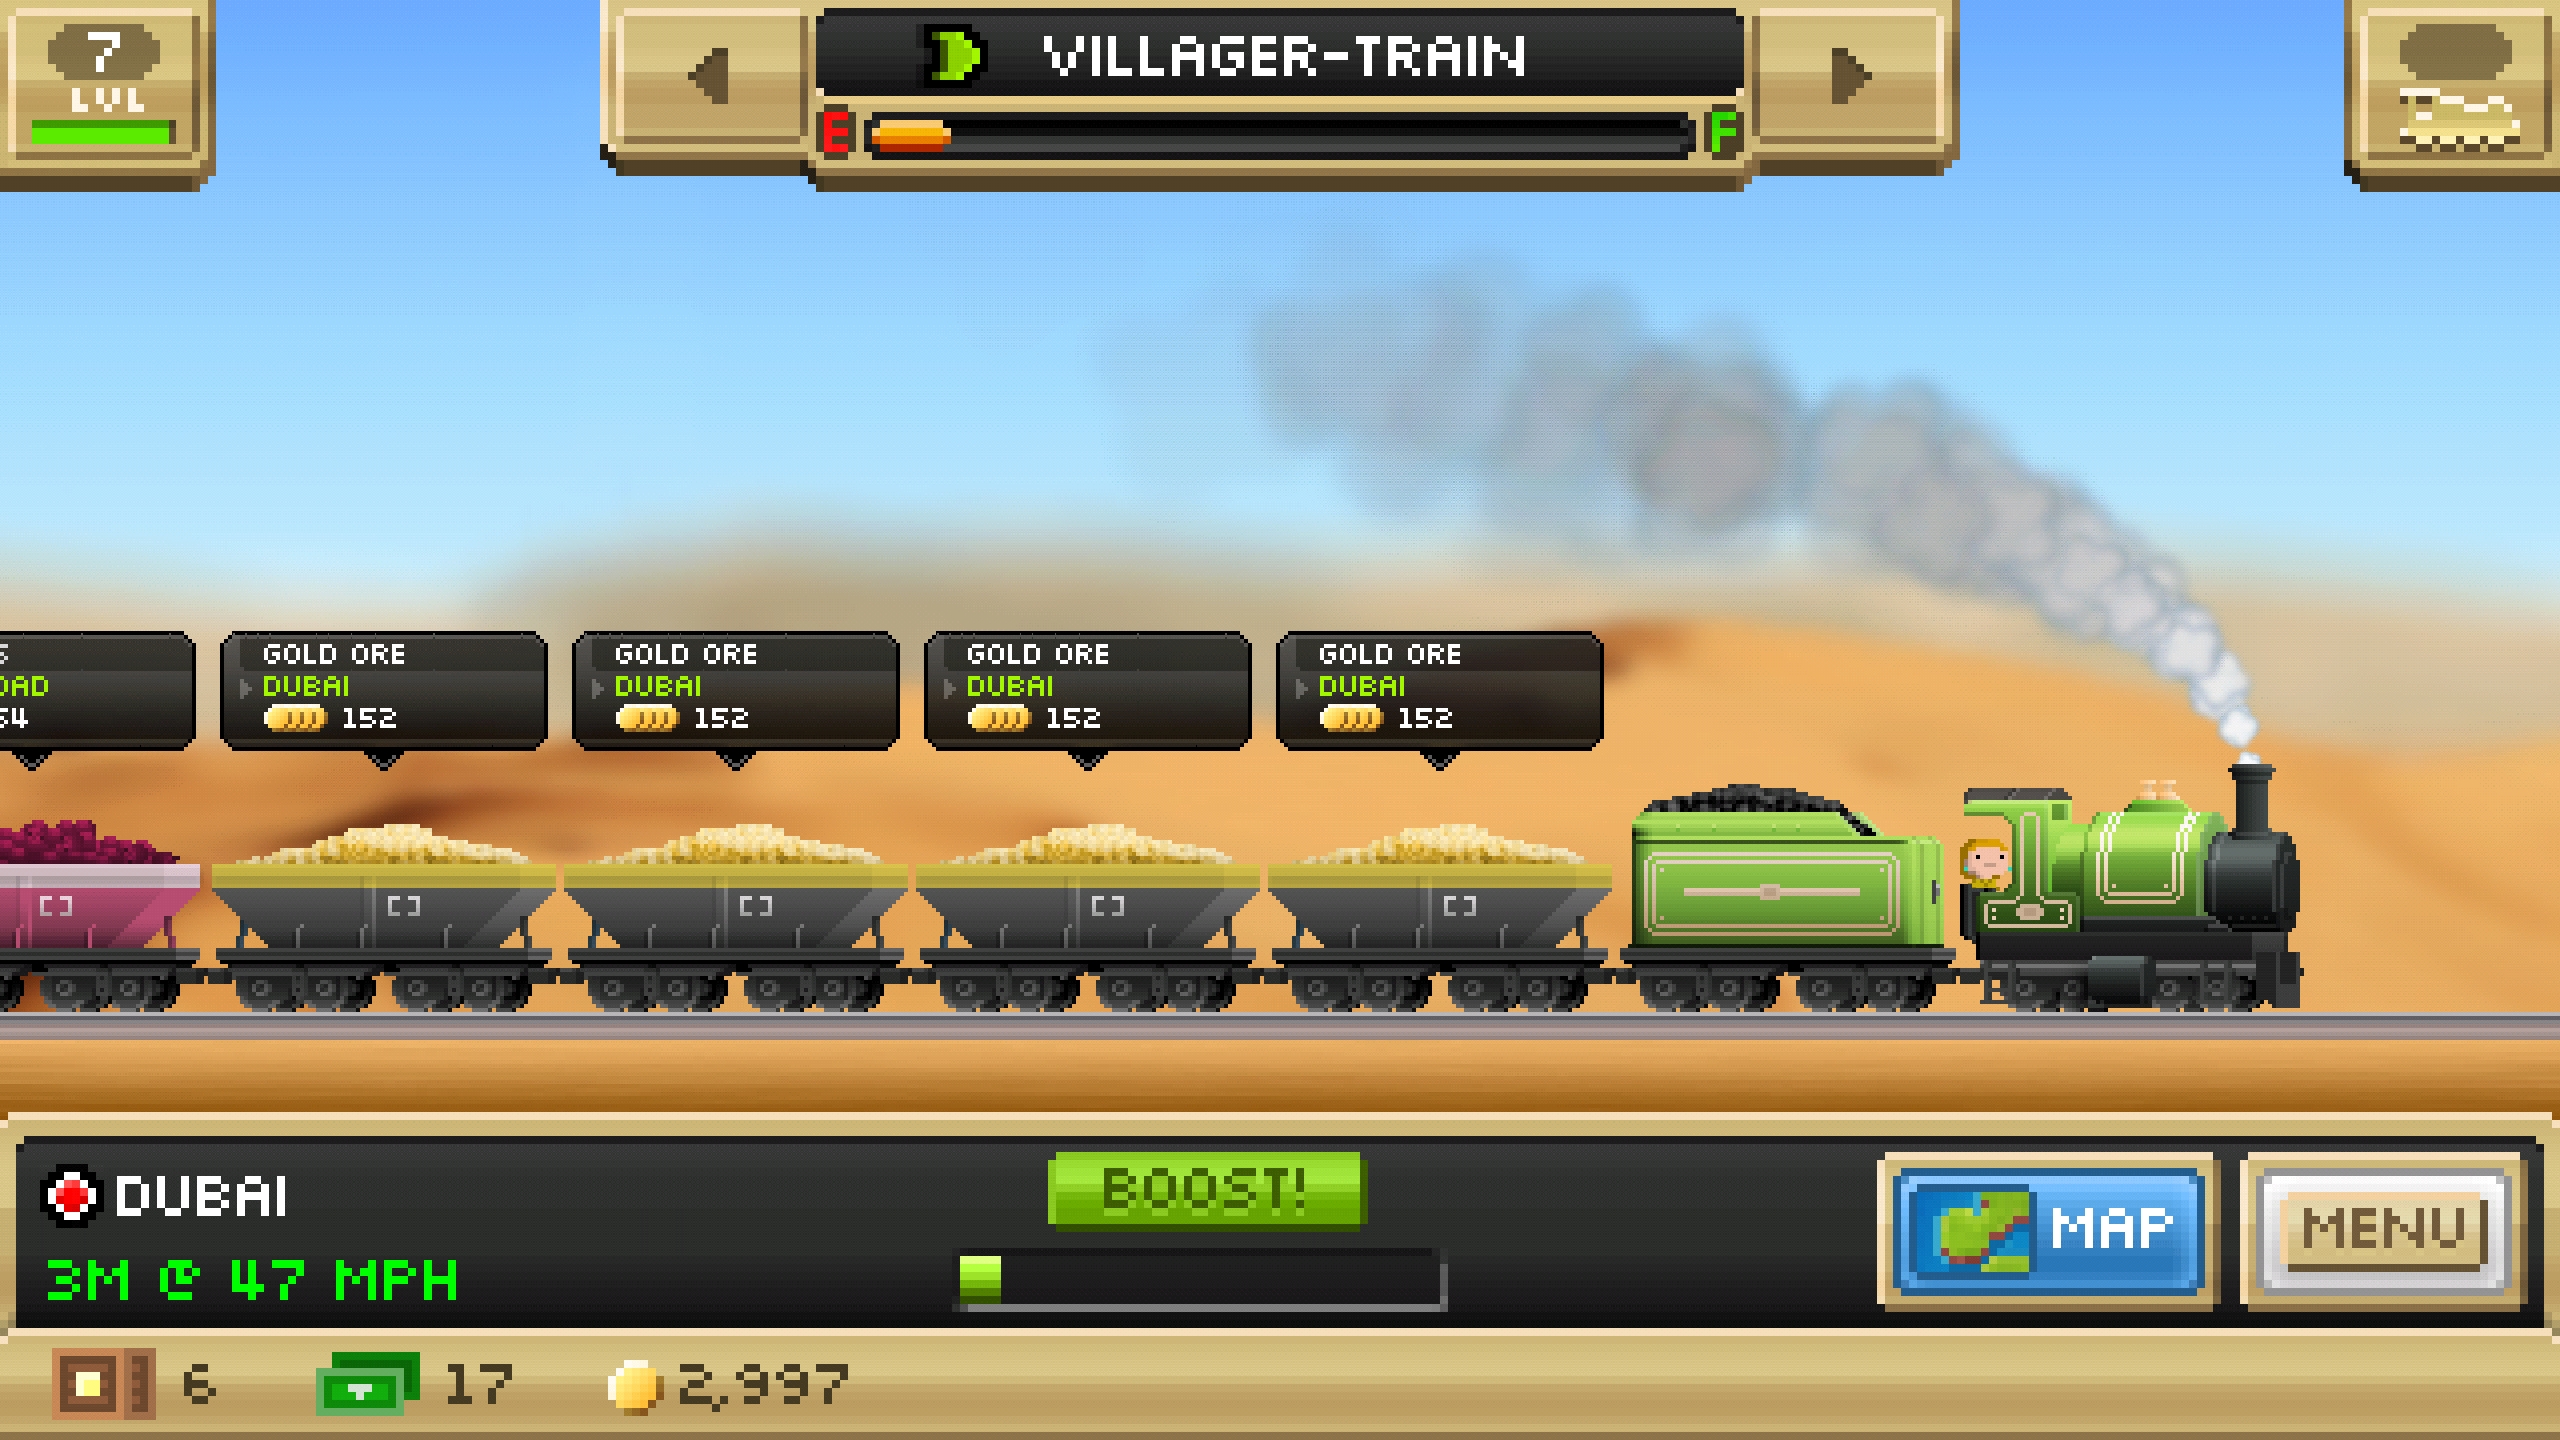 7
LVL
VILLAGER-TRAIN
E F
GOLD ORE
DUBAI
152
GOLD ORE
DUBAI
152
GOLD ORE
DUBAI
152
GOLD ORE
DUBAI
152
DUBAI
3M @ 47 MPH
BOOST!
MAP
MENU
6
17
2,997